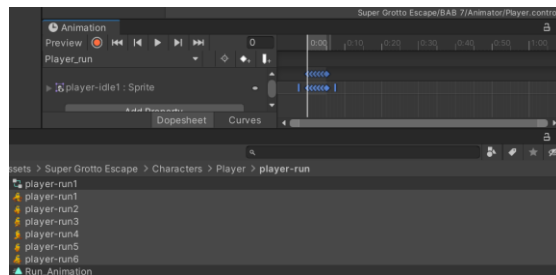 Super Grotto Escape/BAB 7/Animator/Player.contro
Animation
Preview 0 0:00 0:10 0:20 0:30 0:40 0:50 1:00
Player_run
player-idle1 : Sprite
Add Property
Dopesheet Curves
ssets > Super Grotto Escape > Characters > Player > player-run
player-run1
player-run1
player-run2
player-run3
player-run4
player-run5
player-run6
Run_Animation